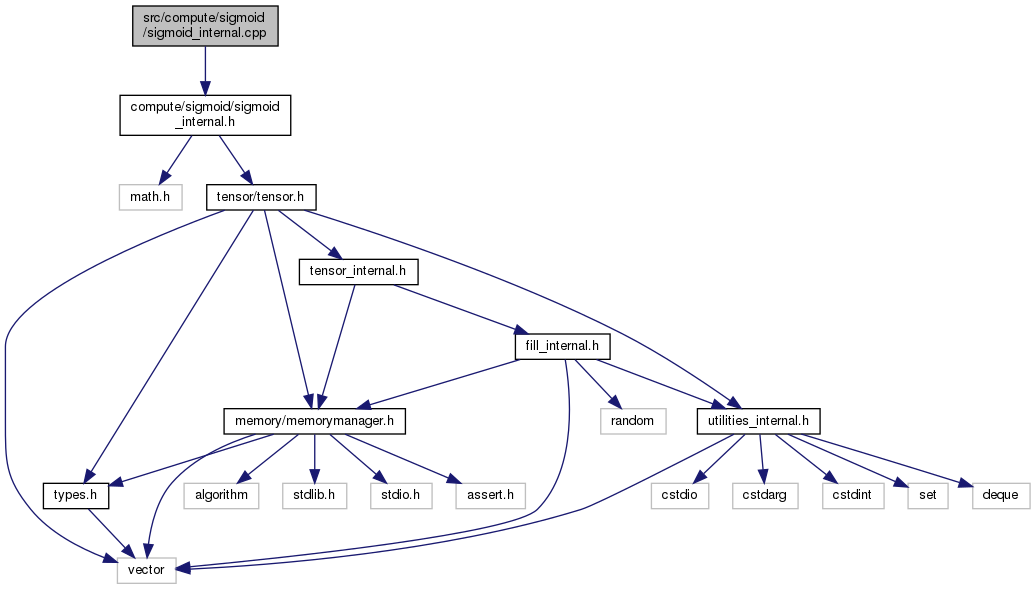 src/compute/sigmoid
/sigmoid_internal.cpp
compute/sigmoid/sigmoid
_internal.h
math.h
tensor/tensor.h
tensor_internal.h
fill_internal.h
memory/memorymanager.h
random
utilities_internal.h
types.h
algorithm
stdlib.h
stdio.h
assert.h
cstdio
cstdarg
cstdint
set
deque
vector